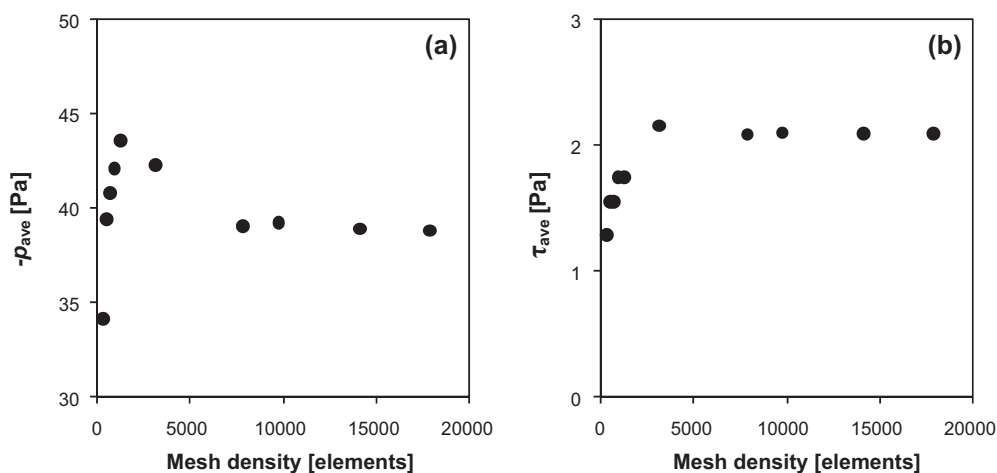 (a)
50
45
40
35
30
-pave [Pa]
0 5000 10000 15000 20000
Mesh density [elements]
(b)
3
2
1
0
τave [Pa]
0 5000 10000 15000 20000
Mesh density [elements]